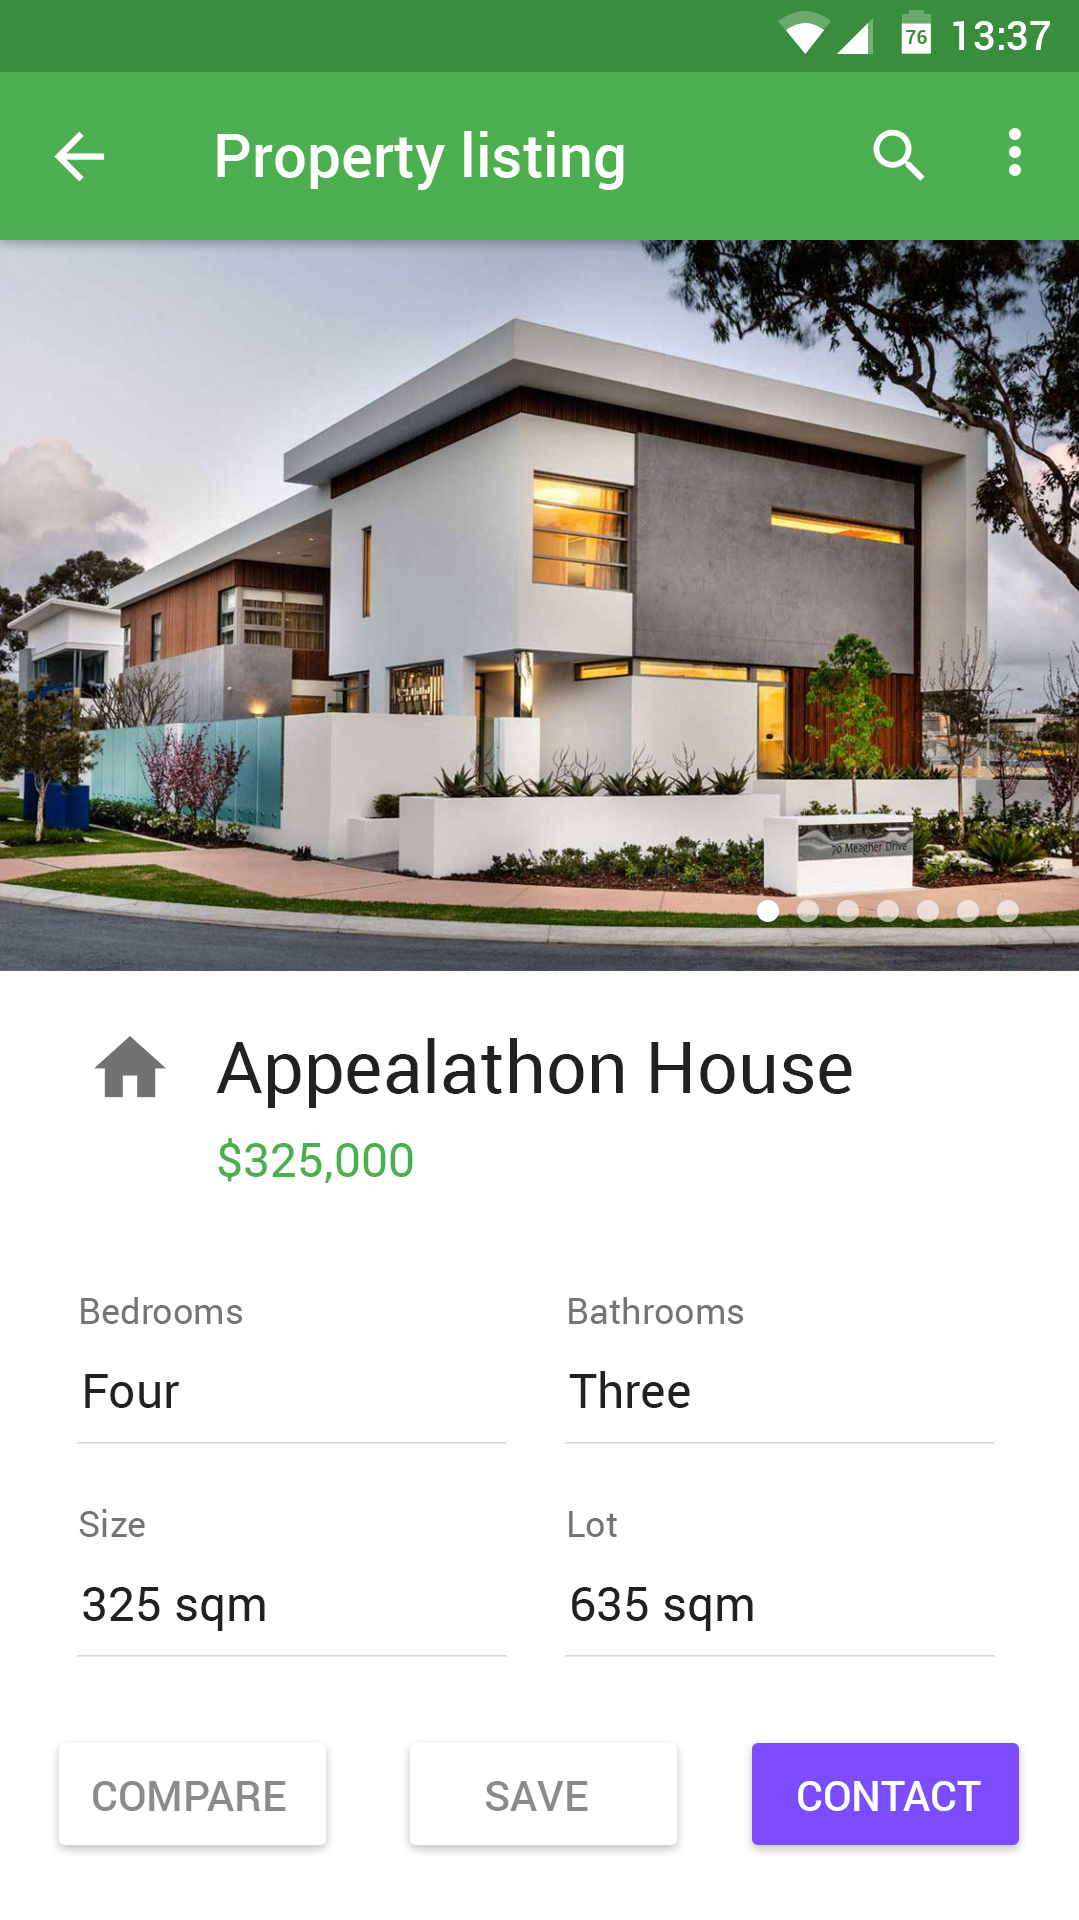 76 13:37
Property listing
70 Meagher Drive
Appealathon House
$325,000
Bedrooms Bathrooms
Four Three
Size Lot
325 sqm 635 sqm
COMPARE SAVE CONTACT